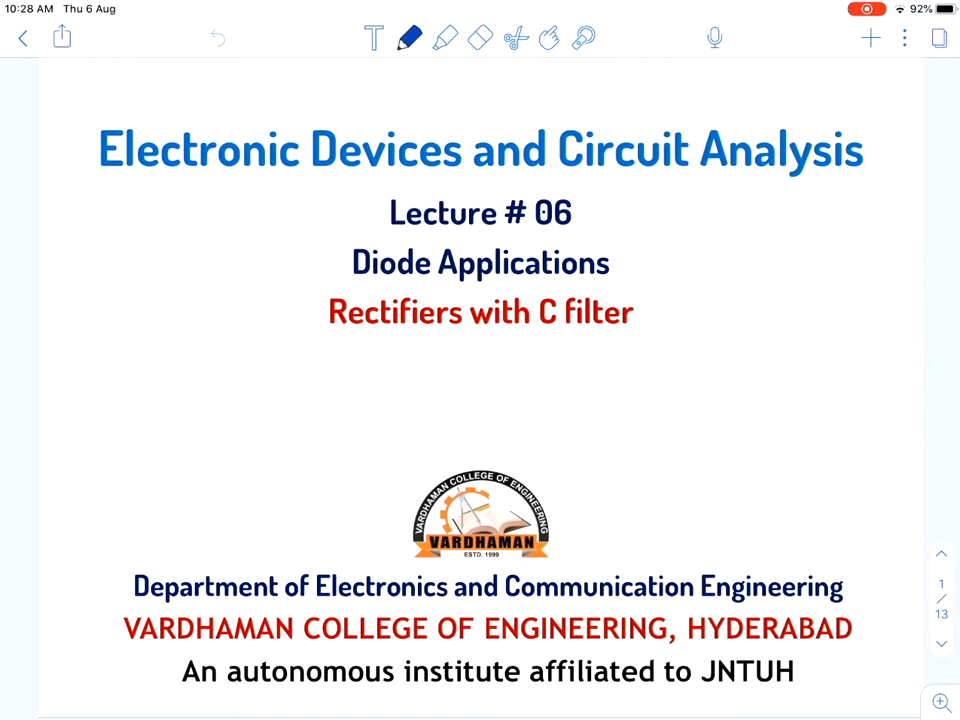 10:28 AM Thu 6 Aug
92%
Electronic Devices and Circuit Analysis
Lecture # 06
Diode Applications
Rectifiers with C filter
VARDHAMAN COLLEGE OF ENGINEERING
VARDHAMAN
ESTD. 1999
Department of Electronics and Communication Engineering
VARDHAMAN COLLEGE OF ENGINEERING, HYDERABAD
An autonomous institute affiliated to JNTUH
1
/
13